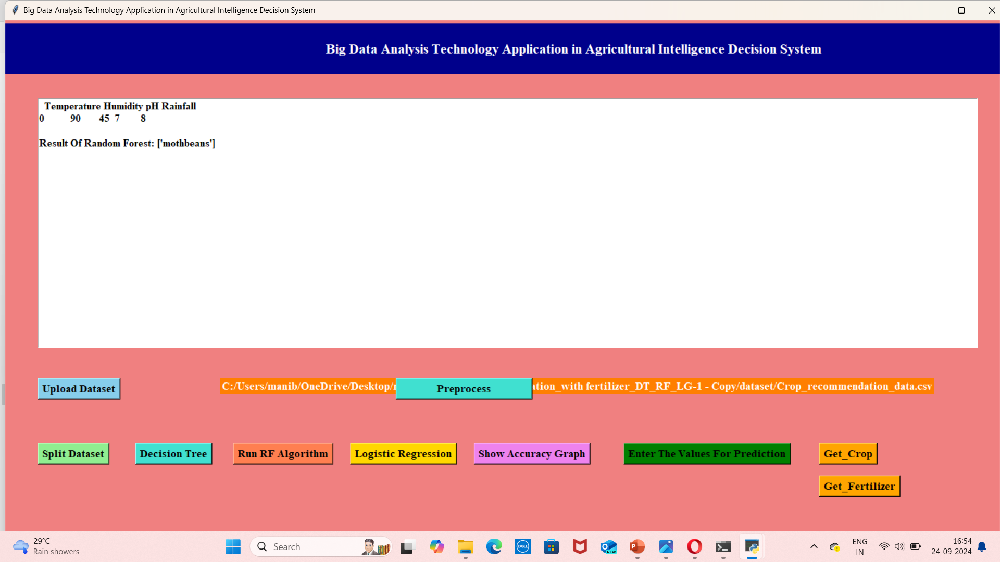 Big Data Analysis Technology Application in Agricultural Intelligence Decision System
Big Data Analysis Technology Application in Agricultural Intelligence Decision System
Temperature Humidity pH Rainfall
0 90 45 7 8
Result Of Random Forest: ['mothbeans']
Upload Dataset
C:/Users/manib/OneDrive/Desktop/
Preprocess
ation_with fertilizer_DT_RF_LG-1 - Copy/dataset/Crop_recommendation_data.csv
Split Dataset
Decision Tree
Run RF Algorithm
Logistic Regression
Show Accuracy Graph
Enter The Values For Prediction
Get_Crop
Get_Fertilizer
29°C
Rain showers
Search
DELL
NEW
ENG
IN
16:54
24-09-2024